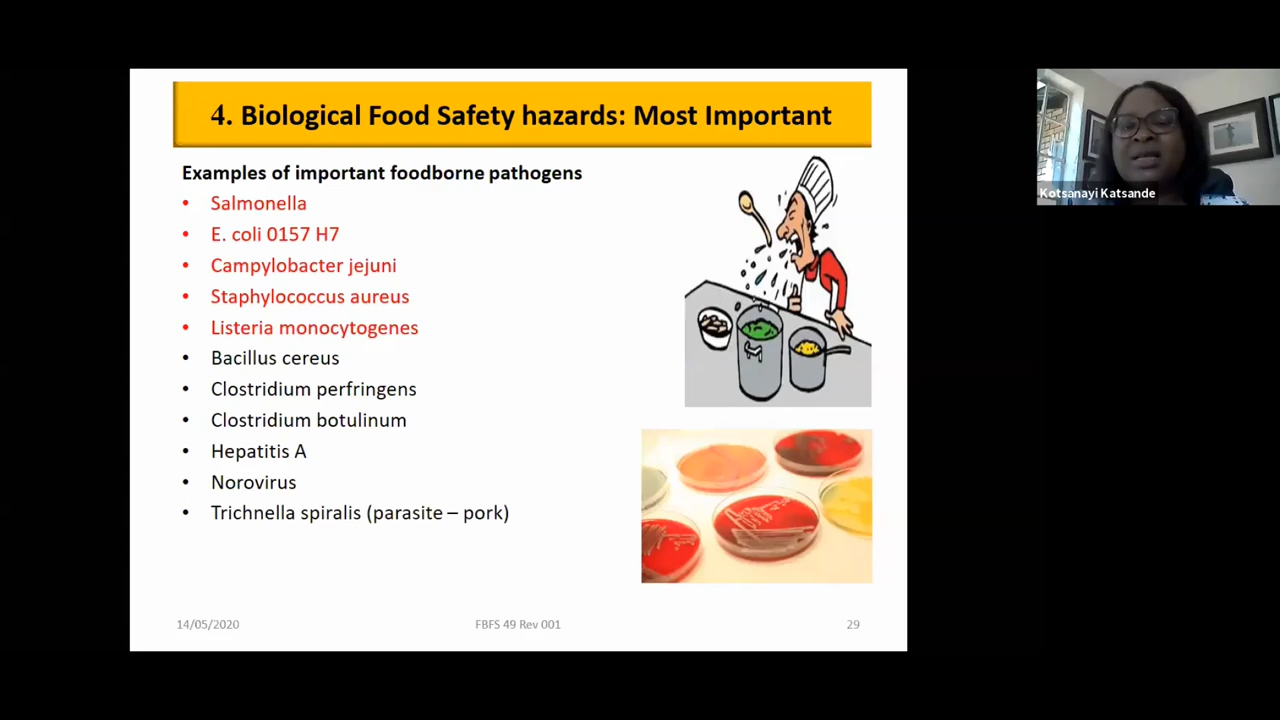 4. Biological Food Safety hazards: Most Important
Examples of important foodborne pathogens
• Salmonella
• E. coli 0157 H7
• Campylobacter jejuni
• Staphylococcus aureus
• Listeria monocytogenes
• Bacillus cereus
• Clostridium perfringens
• Clostridium botulinum
• Hepatitis A
• Norovirus
• Trichnella spiralis (parasite – pork)
14/05/2020
FBFS 49 Rev 001
29
Kotsanayi Katsande